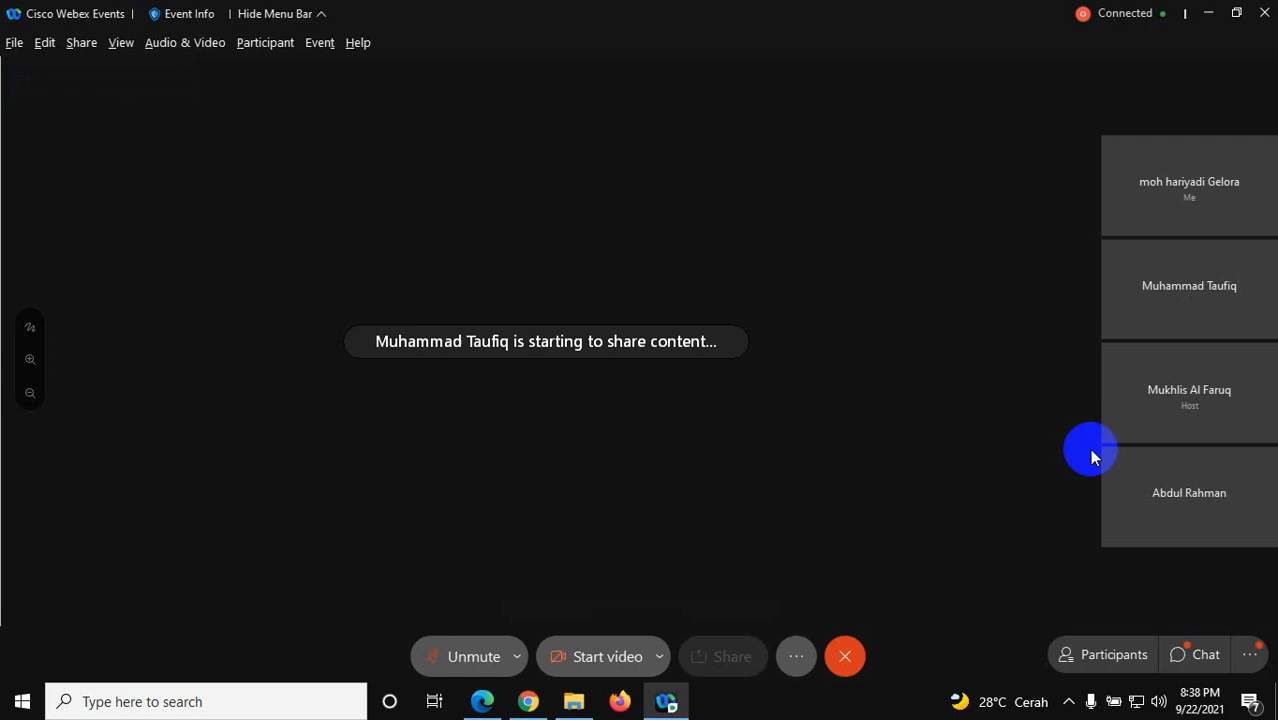 Cisco Webex Events | Event Info | Hide Menu Bar Connected
File Edit Share View Audio & Video Participant Event Help
moh hariyadi Gelora
Me
Muhammad Taufiq
Muhammad Taufiq is starting to share content...
Mukhlis Al Faruq
Host
Abdul Rahman
Unmute Start video Share Participants Chat
Type here to search 28°C Cerah 8:38 PM
9/22/2021 7